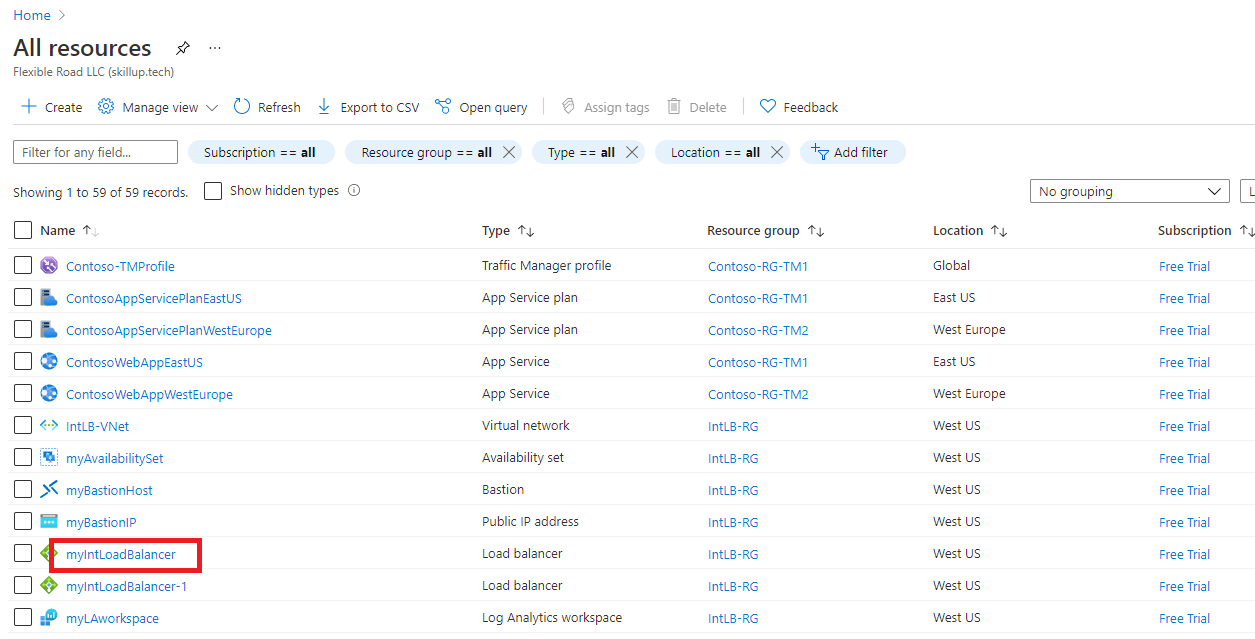 Home
All resources ...
Flexible Road LLC (skillup.tech)
Create Manage view Refresh Export to CSV Open query Assign tags Delete Feedback
Filter for any field... Subscription == all Resource group == all Type == all Location == all Add filter
Showing 1 to 59 of 59 records. Show hidden types No grouping
Name Type Resource group Location Subscription
Contoso-TMProfile Traffic Manager profile Contoso-RG-TM1 Global Free Trial
ContosoAppServicePlanEastUS App Service plan Contoso-RG-TM1 East US Free Trial
ContosoAppServicePlanWestEurope App Service plan Contoso-RG-TM2 West Europe Free Trial
ContosoWebAppEastUS App Service Contoso-RG-TM1 East US Free Trial
ContosoWebAppWestEurope App Service Contoso-RG-TM2 West Europe Free Trial
IntLB-VNet Virtual network IntLB-RG West US Free Trial
myAvailabilitySet Availability set IntLB-RG West US Free Trial
myBastionHost Bastion IntLB-RG West US Free Trial
myBastionIP Public IP address IntLB-RG West US Free Trial
myIntLoadBalancer Load balancer IntLB-RG West US Free Trial
myIntLoadBalancer-1 Load balancer IntLB-RG West US Free Trial
myLAworkspace Log Analytics workspace IntLB-RG West US Free Trial